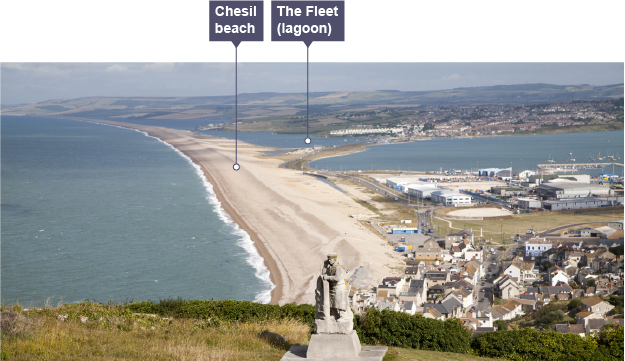 Chesil
beach
The Fleet
(lagoon)